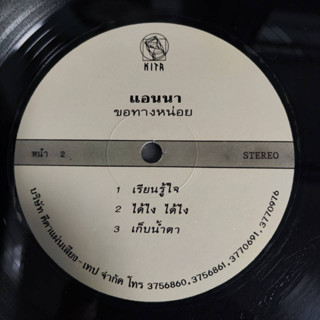 KITA
แอนนา
ขอทางหน่อย
หน้า 2
STEREO
1 เรียนรู้ใจ
2 ได้ไง ได้ไง
3 เก็บน้ำตา
บริษัท คีตาแผ่นเสียง-เทป จำกัด โทร 3756860, 3756861, 3770691, 3770976